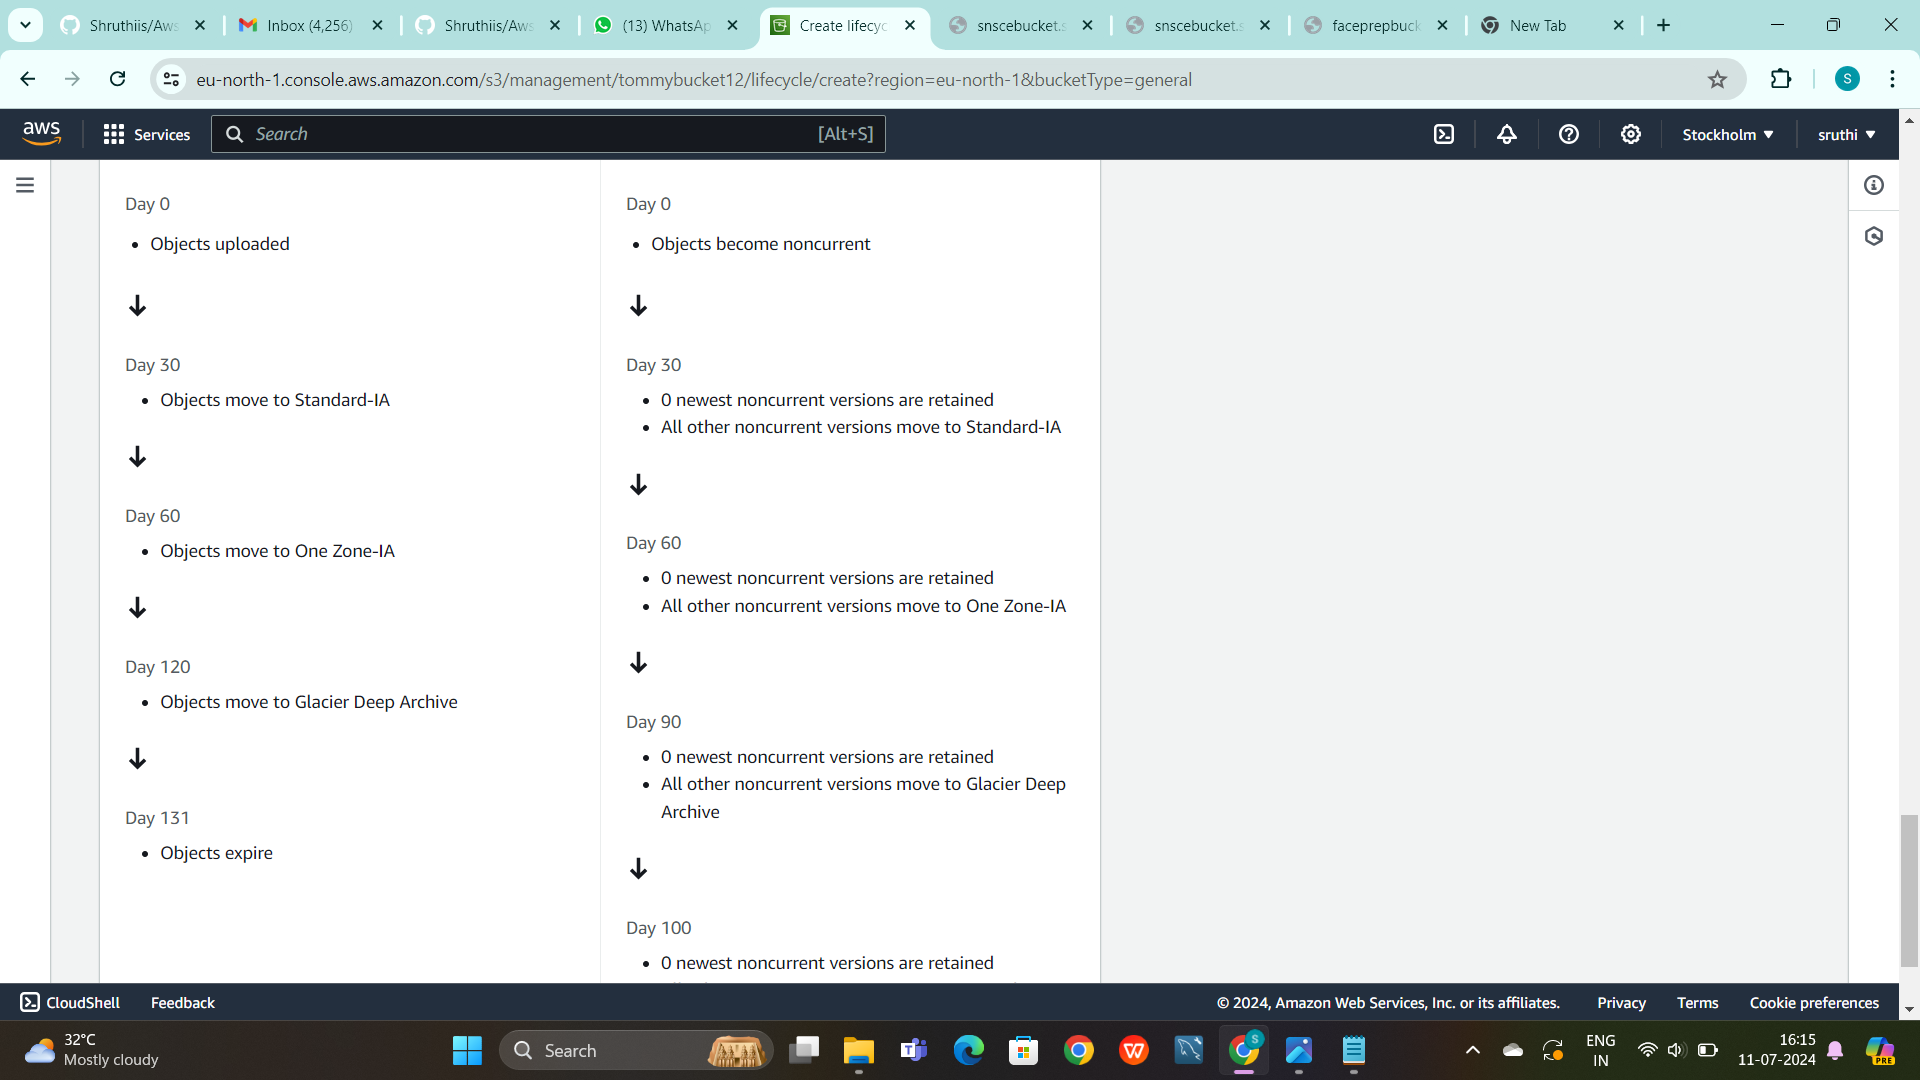 Shruthiis/Aws
Inbox (4,256)
Shruthiis/Aws
(13) WhatsAp
Create lifecyc
snscebucket.s
snscebucket.s
faceprepbuck
New Tab
eu-north-1.console.aws.amazon.com/s3/management/tommybucket12/lifecycle/create?region=eu-north-1&bucketType=general
S
aws
Services
Search
[Alt+S]
Stockholm
sruthi
Day 0
Objects uploaded
Day 30
Objects move to Standard-IA
Day 60
Objects move to One Zone-IA
Day 120
Objects move to Glacier Deep Archive
Day 131
Objects expire
Day 0
Objects become noncurrent
Day 30
0 newest noncurrent versions are retained
All other noncurrent versions move to Standard-IA
Day 60
0 newest noncurrent versions are retained
All other noncurrent versions move to One Zone-IA
Day 90
0 newest noncurrent versions are retained
All other noncurrent versions move to Glacier Deep
Archive
Day 100
0 newest noncurrent versions are retained
CloudShell
Feedback
© 2024, Amazon Web Services, Inc. or its affiliates.
Privacy
Terms
Cookie preferences
32°C
Mostly cloudy
Search
S
ENG
IN
16:15
11-07-2024
PRE